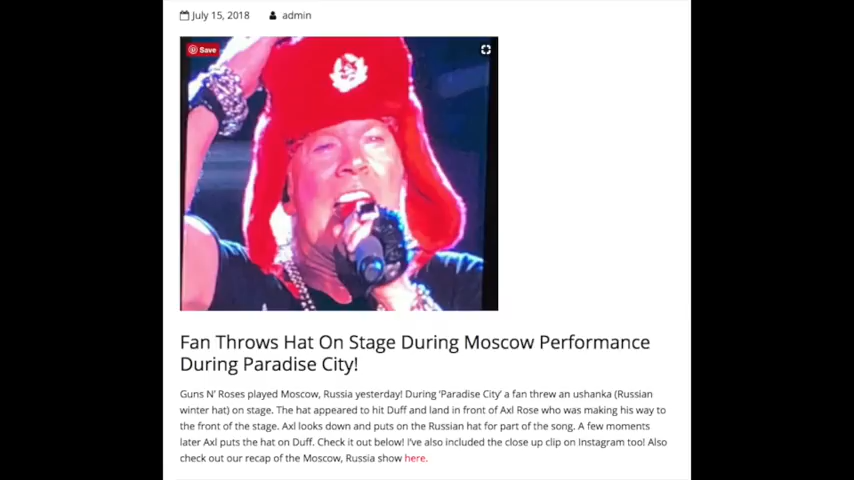 July 15, 2018 admin
Save
Fan Throws Hat On Stage During Moscow Performance
During Paradise City!
Guns N' Roses played Moscow, Russia yesterday! During 'Paradise City' a fan threw an ushanka (Russian
winter hat) on stage. The hat appeared to hit Duff and land in front of Axl Rose who was making his way to
the front of the stage. Axl looks down and puts on the Russian hat for part of the song. A few moments
later Axl puts the hat on Duff. Check it out below! I've also included the close up clip on Instagram too! Also
check out our recap of the Moscow, Russia show here.